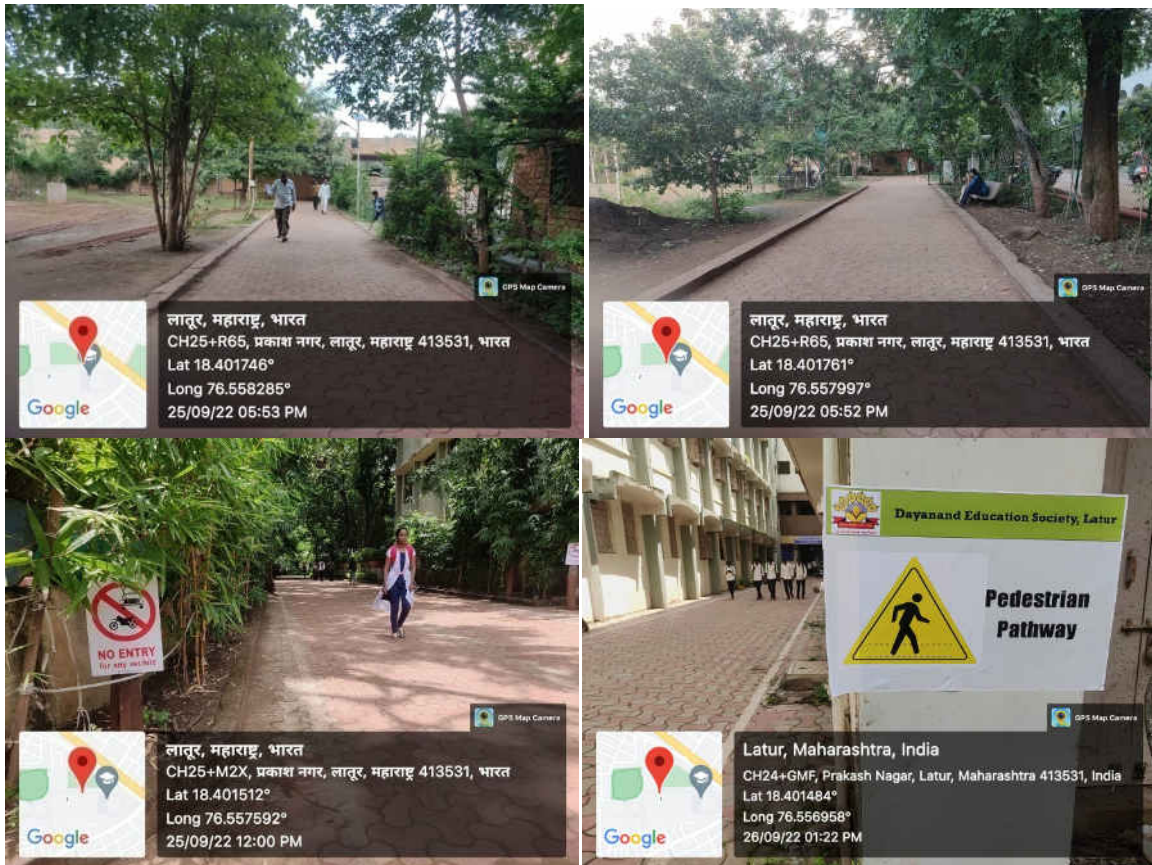 GPS Map Camera
लातूर, महाराष्ट्र, भारत
CH25+R65, प्रकाश नगर, लातूर, महाराष्ट्र 413531, भारत
Lat 18.401746°
Long 76.558285°
25/09/22 05:53 PM
Google
GPS Map Camera
लातूर, महाराष्ट्र, भारत
CH25+R65, प्रकाश नगर, लातूर, महाराष्ट्र 413531, भारत
Lat 18.401761°
Long 76.557997°
25/09/22 05:52 PM
Google
NO ENTRY
for any vechile
GPS Map Camera
लातूर, महाराष्ट्र, भारत
CH25+M2X, प्रकाश नगर, लातूर, महाराष्ट्र 413531, भारत
Lat 18.401512°
Long 76.557592°
25/09/22 12:00 PM
Google
Dayanand Education Society, Latur
Pedestrian
Pathway
GPS Map Camera
Latur, Maharashtra, India
CH24+GMF, Prakash Nagar, Latur, Maharashtra 413531, India
Lat 18.401484°
Long 76.556958°
26/09/22 01:22 PM
Google